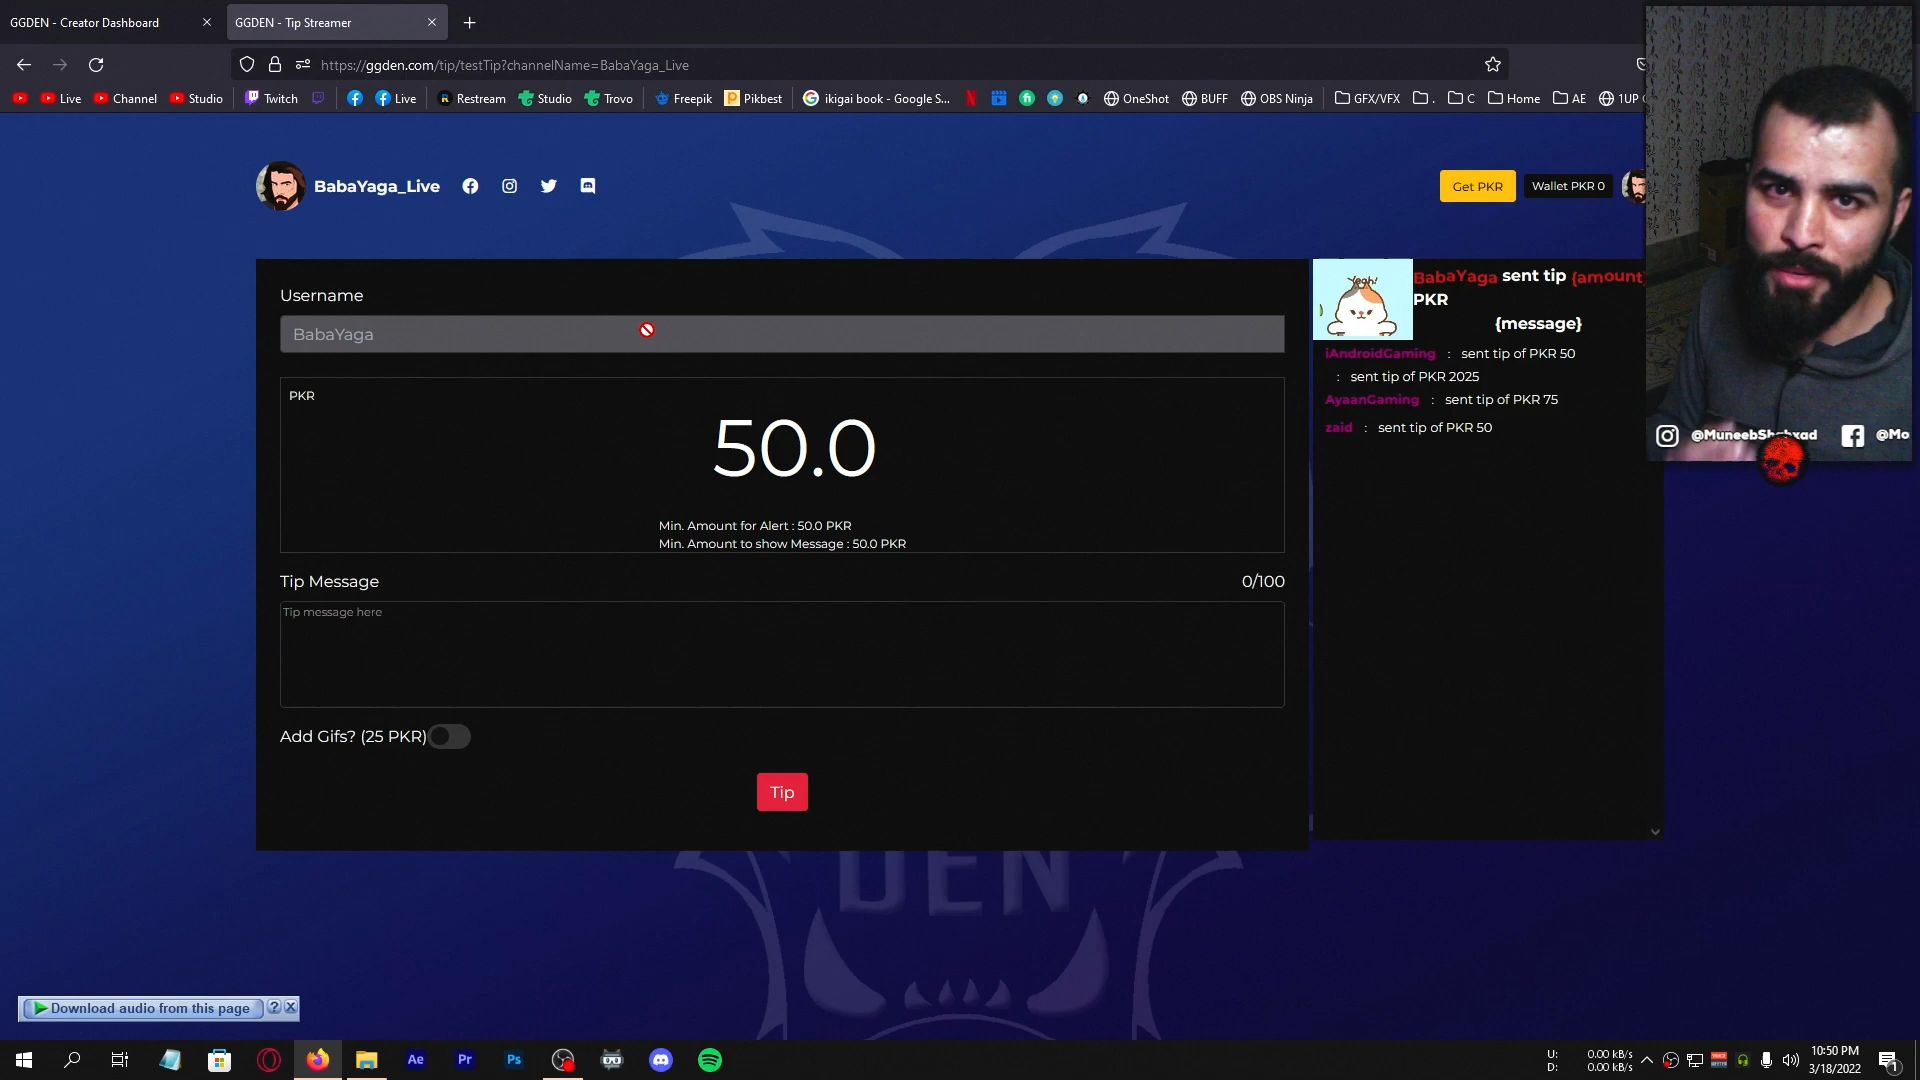 GGDEN - Creator Dashboard
GGDEN - Tip Streamer
https://ggden.com/tip/testTip?channelName=BabaYaga_Live
Live
Channel
Studio
Twitch
Live
Restream
Studio
Trovo
Freepik
Pikbest
ikigai book - Google S...
OneShot
BUFF
OBS Ninja
GFX/VFX
.
C
Home
AE
1UP
BabaYaga_Live
Get PKR
Wallet PKR 0
Username
BabaYaga
PKR
50.0
Min. Amount for Alert : 50.0 PKR
Min. Amount to show Message : 50.0 PKR
Tip Message
0/100
Tip message here
Add Gifs? (25 PKR)
Tip
Yeah!
BabaYaga sent tip {amount}
PKR
{message}
iAndroidGaming : sent tip of PKR 50
: sent tip of PKR 2025
AyaanGaming : sent tip of PKR 75
zaid : sent tip of PKR 50
@MuneebShahzad
@Mo
DEN
Download audio from this page
?
Ae
Pr
Ps
U: 0.00 kB/s
D: 0.00 kB/s
10:50 PM
3/18/2022
1